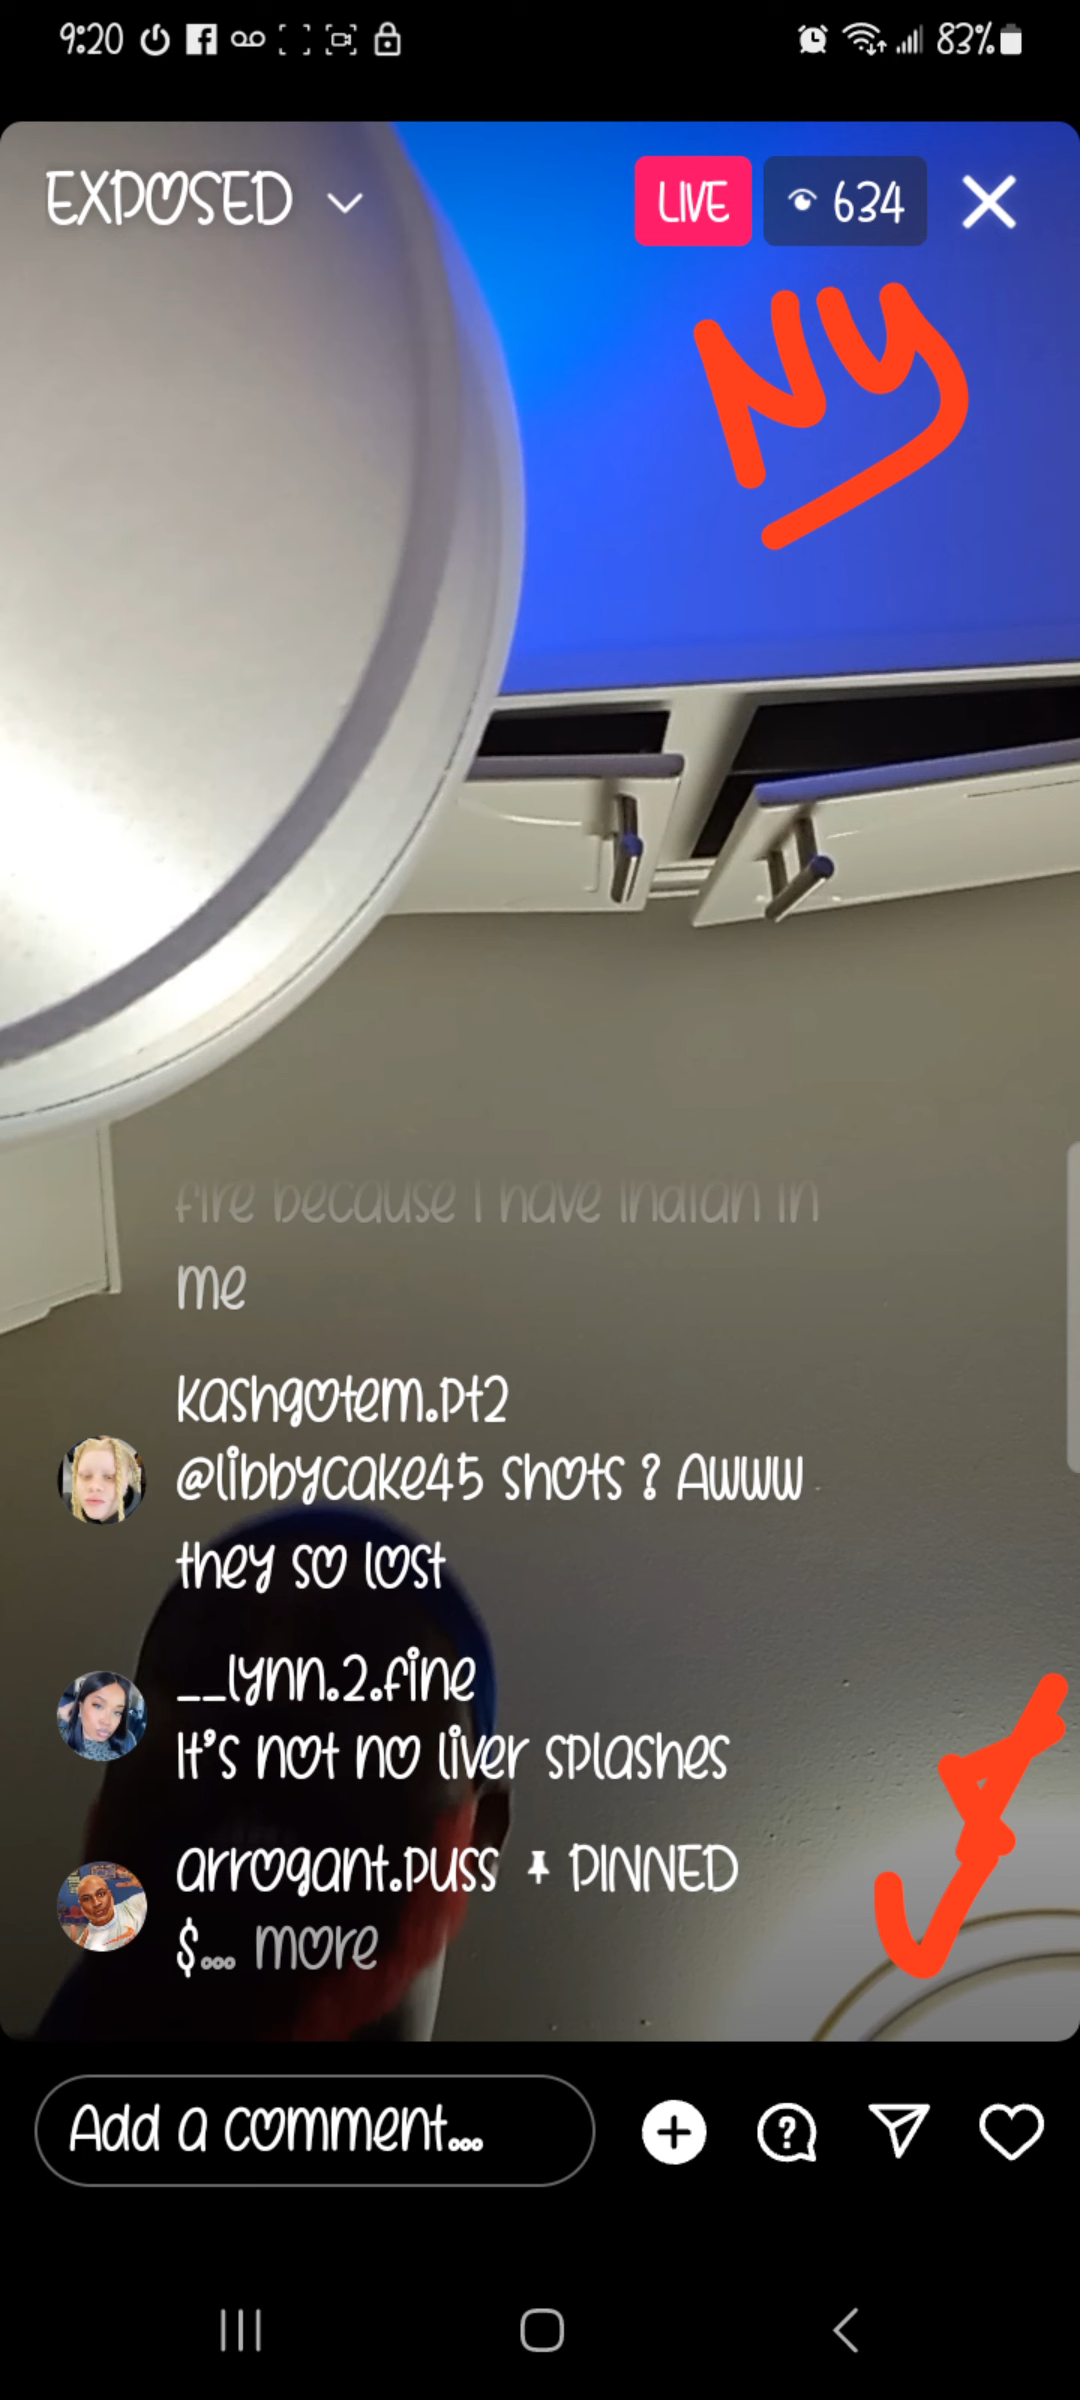 9:20
83%
EXPOSED
LIVE
634
NY
fire because I have Indian in
me
kashgotem.pt2
@libbycake45 shots ? Awww
they so lost
__lynn.2.fine
It's not no liver splashes
arrogant.puss PINNED
$... more
Add a comment...